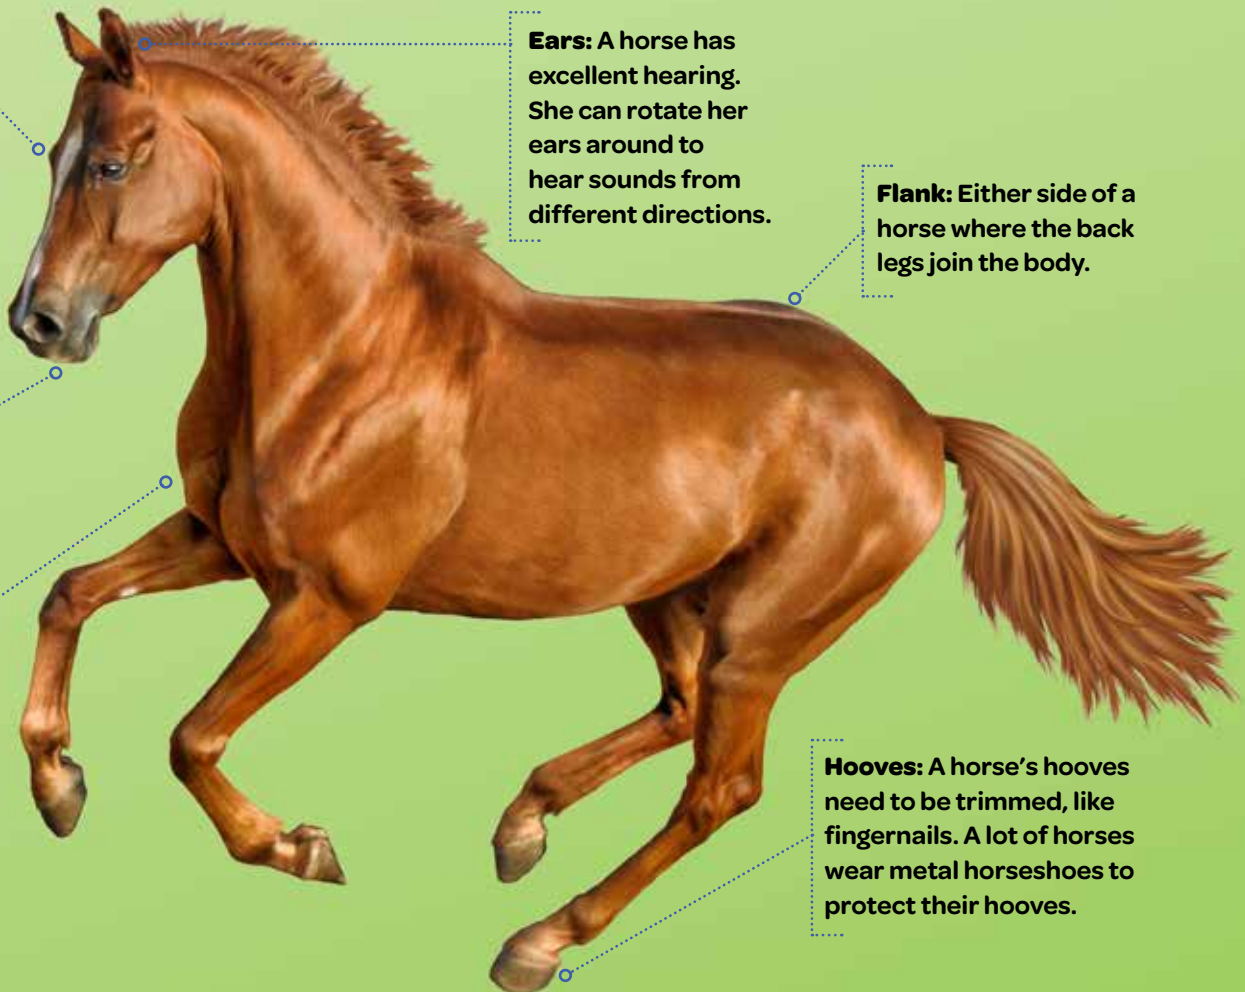 Ears: A horse has
excellent hearing.
She can rotate her
ears around to
hear sounds from
different directions.
Flank: Either side of a
horse where the back
legs join the body.
Hooves: A horse’s hooves
need to be trimmed, like
fingernails. A lot of horses
wear metal horseshoes to
protect their hooves.